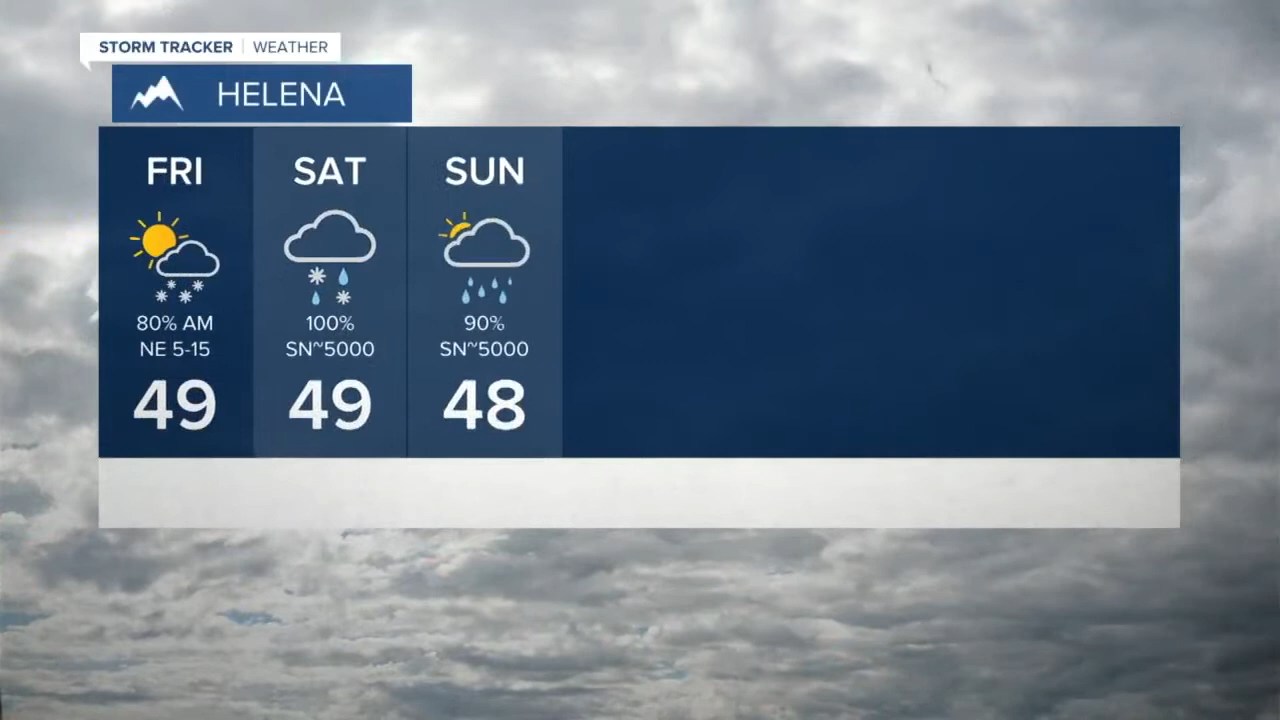 STORM TRACKER | WEATHER
HELENA
FRI
80% AM
NE 5-15
49
SAT
100%
SN~5000
49
SUN
90%
SN~5000
48